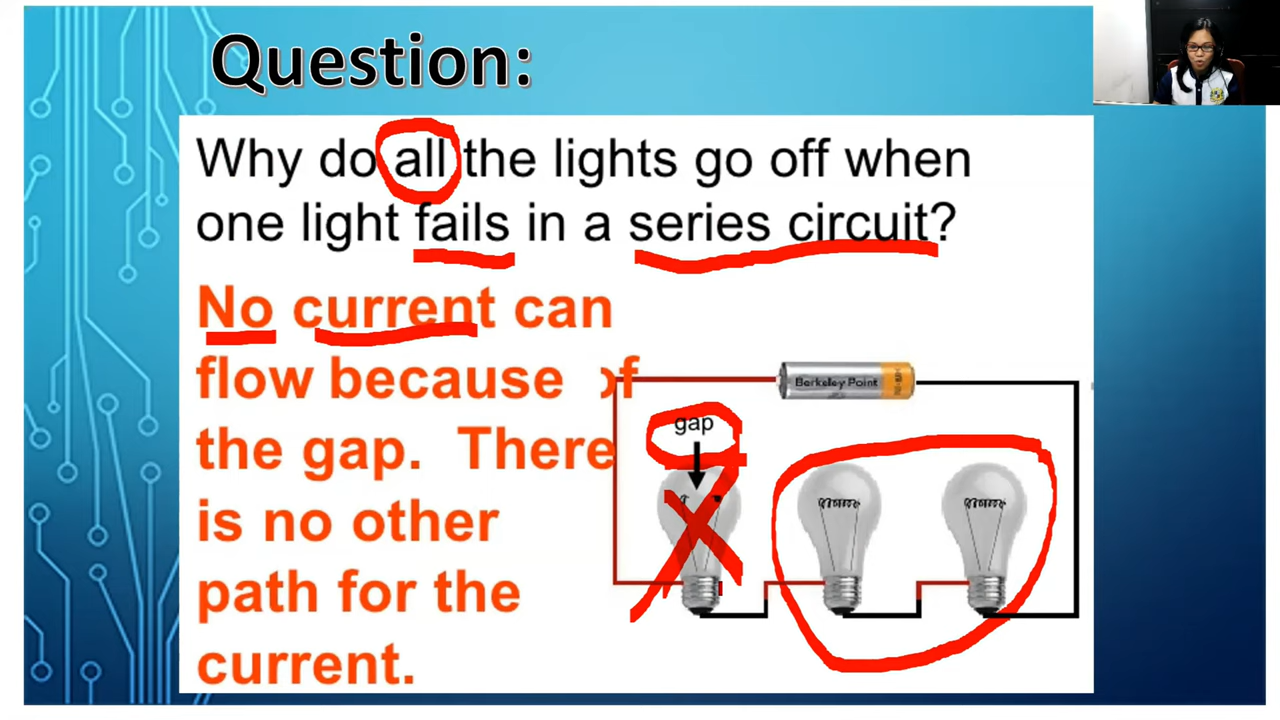 Question:
Why do all the lights go off when
one light fails in a series circuit?
No current can
flow because of
the gap. There
is no other
path for the
current.
Berkeley Point
gap